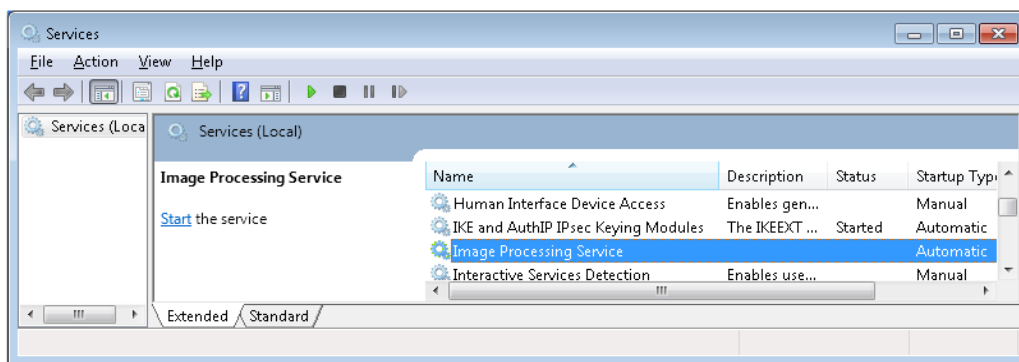 Services
File Action View Help
Services (Loca
Services (Local)
Image Processing Service
Start the service
Name Description Status Startup Typ
Human Interface Device Access Enables gen... Manual
IKE and AuthIP IPsec Keying Modules The IKEEXT ... Started Automatic
Image Processing Service Automatic
Interactive Services Detection Enables use... Manual
Extended Standard